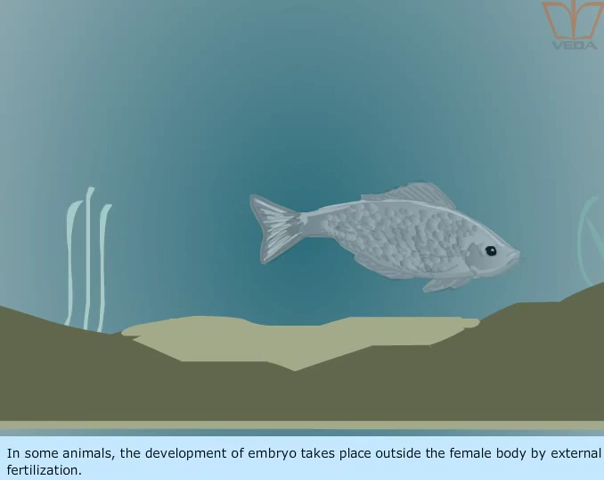 VEDA
In some animals, the development of embryo takes place outside the female body by external
fertilization.